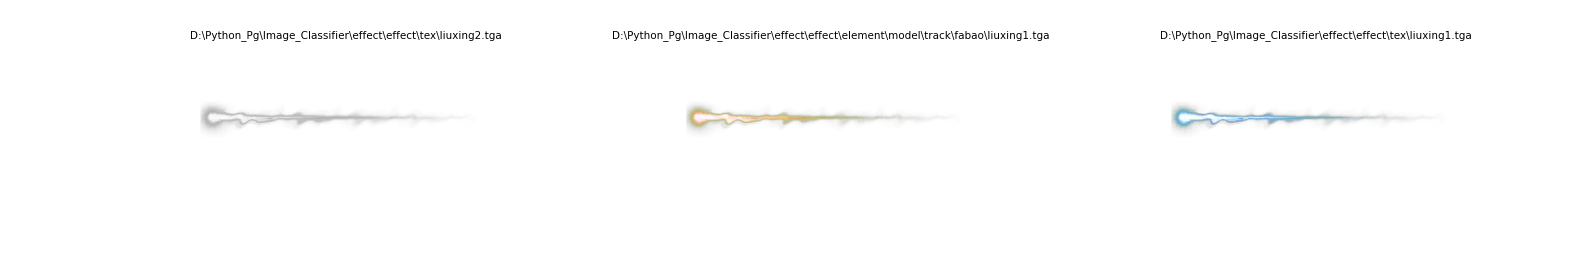 D:\Python_Pg\Image_Classifier\effect\effect\tex\liuxing2.tga
D:\Python_Pg\Image_Classifier\effect\effect\element\model\track\fabao\liuxing1.tga
D:\Python_Pg\Image_Classifier\effect\effect\tex\liuxing1.tga